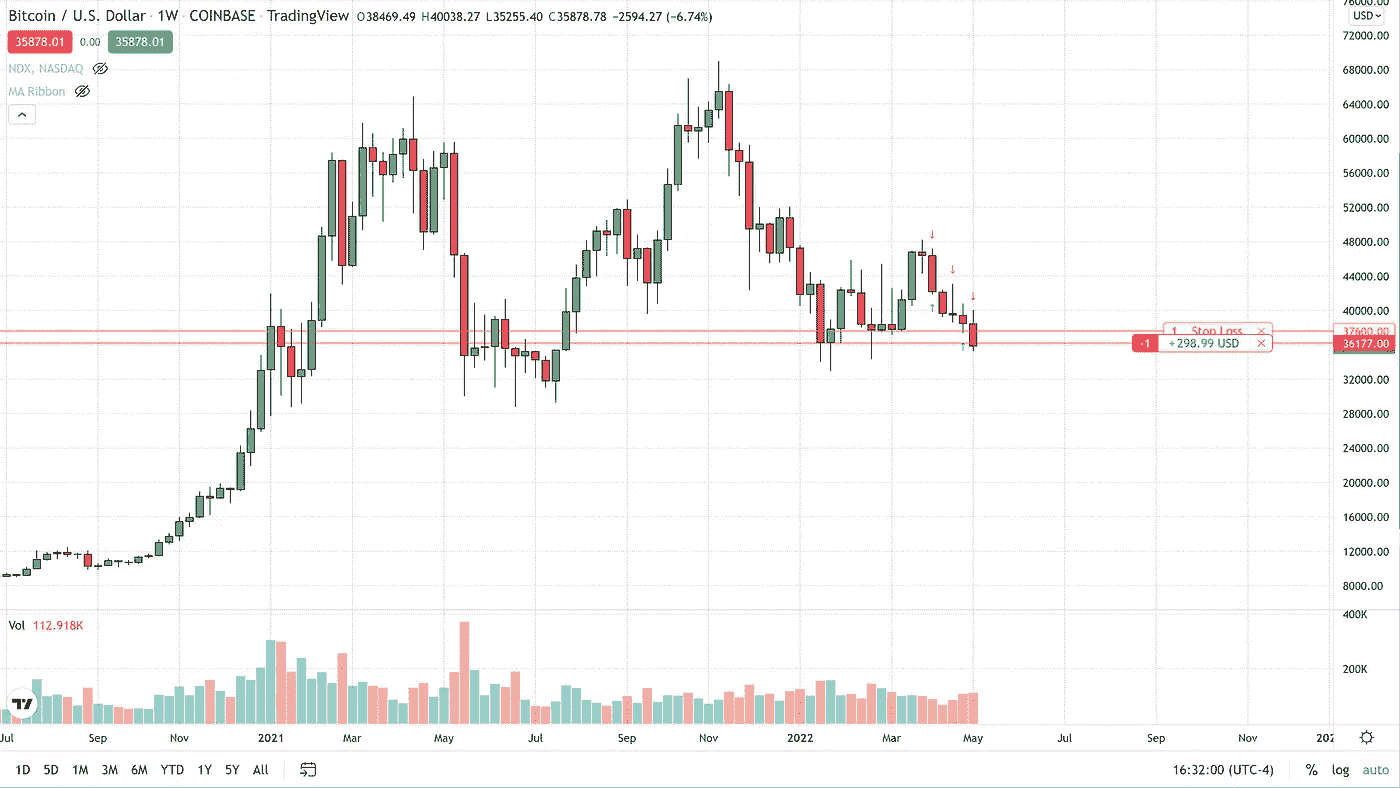 Bitcoin / U.S. Dollar · 1W · COINBASE · TradingView O38469.49 H40038.27 L35255.40 C35878.78 −2594.27 (−6.74%)
35878.01 0.00 35878.01
NDX, NASDAQ
MA Ribbon
USD
76000.00
72000.00
68000.00
64000.00
60000.00
56000.00
52000.00
48000.00
44000.00
40000.00
1 Stop Loss 37600.00
-1 +298.99 USD 36177.00
32000.00
28000.00
24000.00
20000.00
16000.00
12000.00
8000.00
Vol 112.918K
400K
200K
Jul Sep Nov 2021 Mar May Jul Sep Nov 2022 Mar May Jul Sep Nov 202
1D 5D 1M 3M 6M YTD 1Y 5Y All 16:32:00 (UTC-4) % log auto